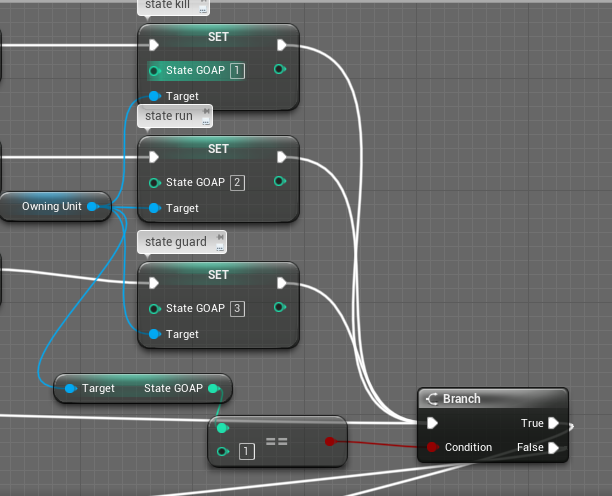 state kill
SET
State GOAP 1
Target
state run
SET
State GOAP 2
Owning Unit
Target
state guard
SET
State GOAP 3
Target
Target State GOAP
Branch
True
==
1
Condition False